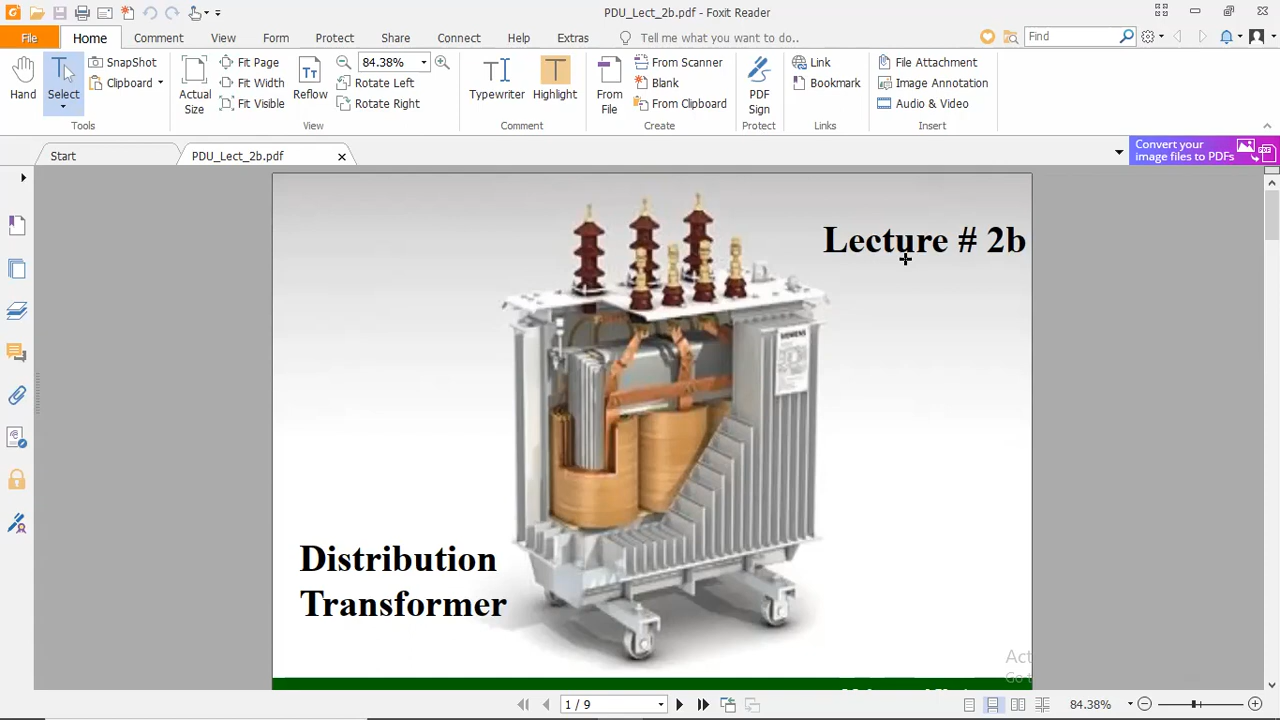 PDU_Lect_2b.pdf - Foxit Reader
File Home Comment View Form Protect Share Connect Help Extras Tell me what you want to do.. Find
Hand
Select
SnapShot
Clipboard
Tools
Actual
Size
Fit Page
Fit Width
Fit Visible
Reflow
84.38%
Rotate Left
Rotate Right
View
Typewriter
Highlight
Comment
From
File
From Scanner
Blank
From Clipboard
Create
PDF
Sign
Protect
Link
Bookmark
Links
File Attachment
Image Annotation
Audio & Video
Insert
Start PDU_Lect_2b.pdf
Convert your
image files to PDFs
Lecture # 2b
SIEMENS
Distribution
Transformer
Act
Go t
1 / 9
84.38%